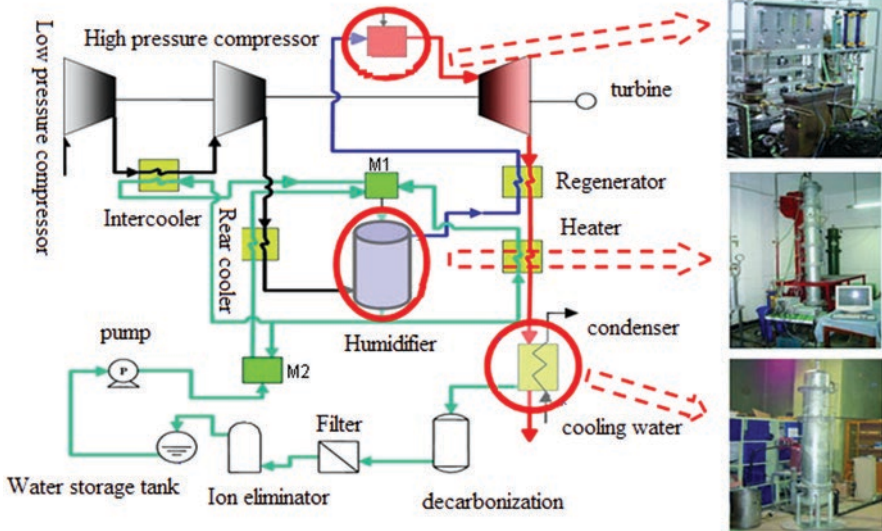 Low pressure compressor
High pressure compressor
turbine
M1
Intercooler
Rear cooler
Regenerator
Heater
Humidifier
condenser
pump
P
M2
cooling water
Filter
Water storage tank
Ion eliminator
decarbonization